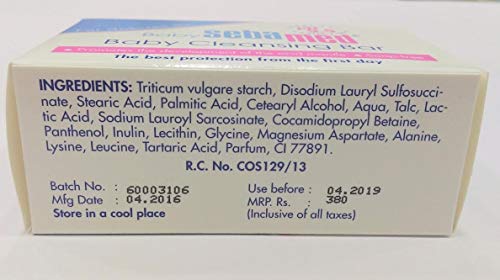 Baby sebamed
Baby Cleansing Bar
The best protection from the first day
INGREDIENTS: Triticum vulgare starch, Disodium Lauryl Sulfosucci-
nate, Stearic Acid, Palmitic Acid, Cetearyl Alcohol, Aqua, Talc, Lac-
tic Acid, Sodium Lauroyl Sarcosinate, Cocamidopropyl Betaine,
Panthenol, Inulin, Lecithin, Glycine, Magnesium Aspartate, Alanine,
Lysine, Leucine, Tartaric Acid, Parfum, CI 77891.
R.C. No. COS129/13
Batch No. : 60003106 Use before : 04.2019
Mfg Date : 04.2016 MRP. Rs. : 380
Store in a cool place (Inclusive of all taxes)